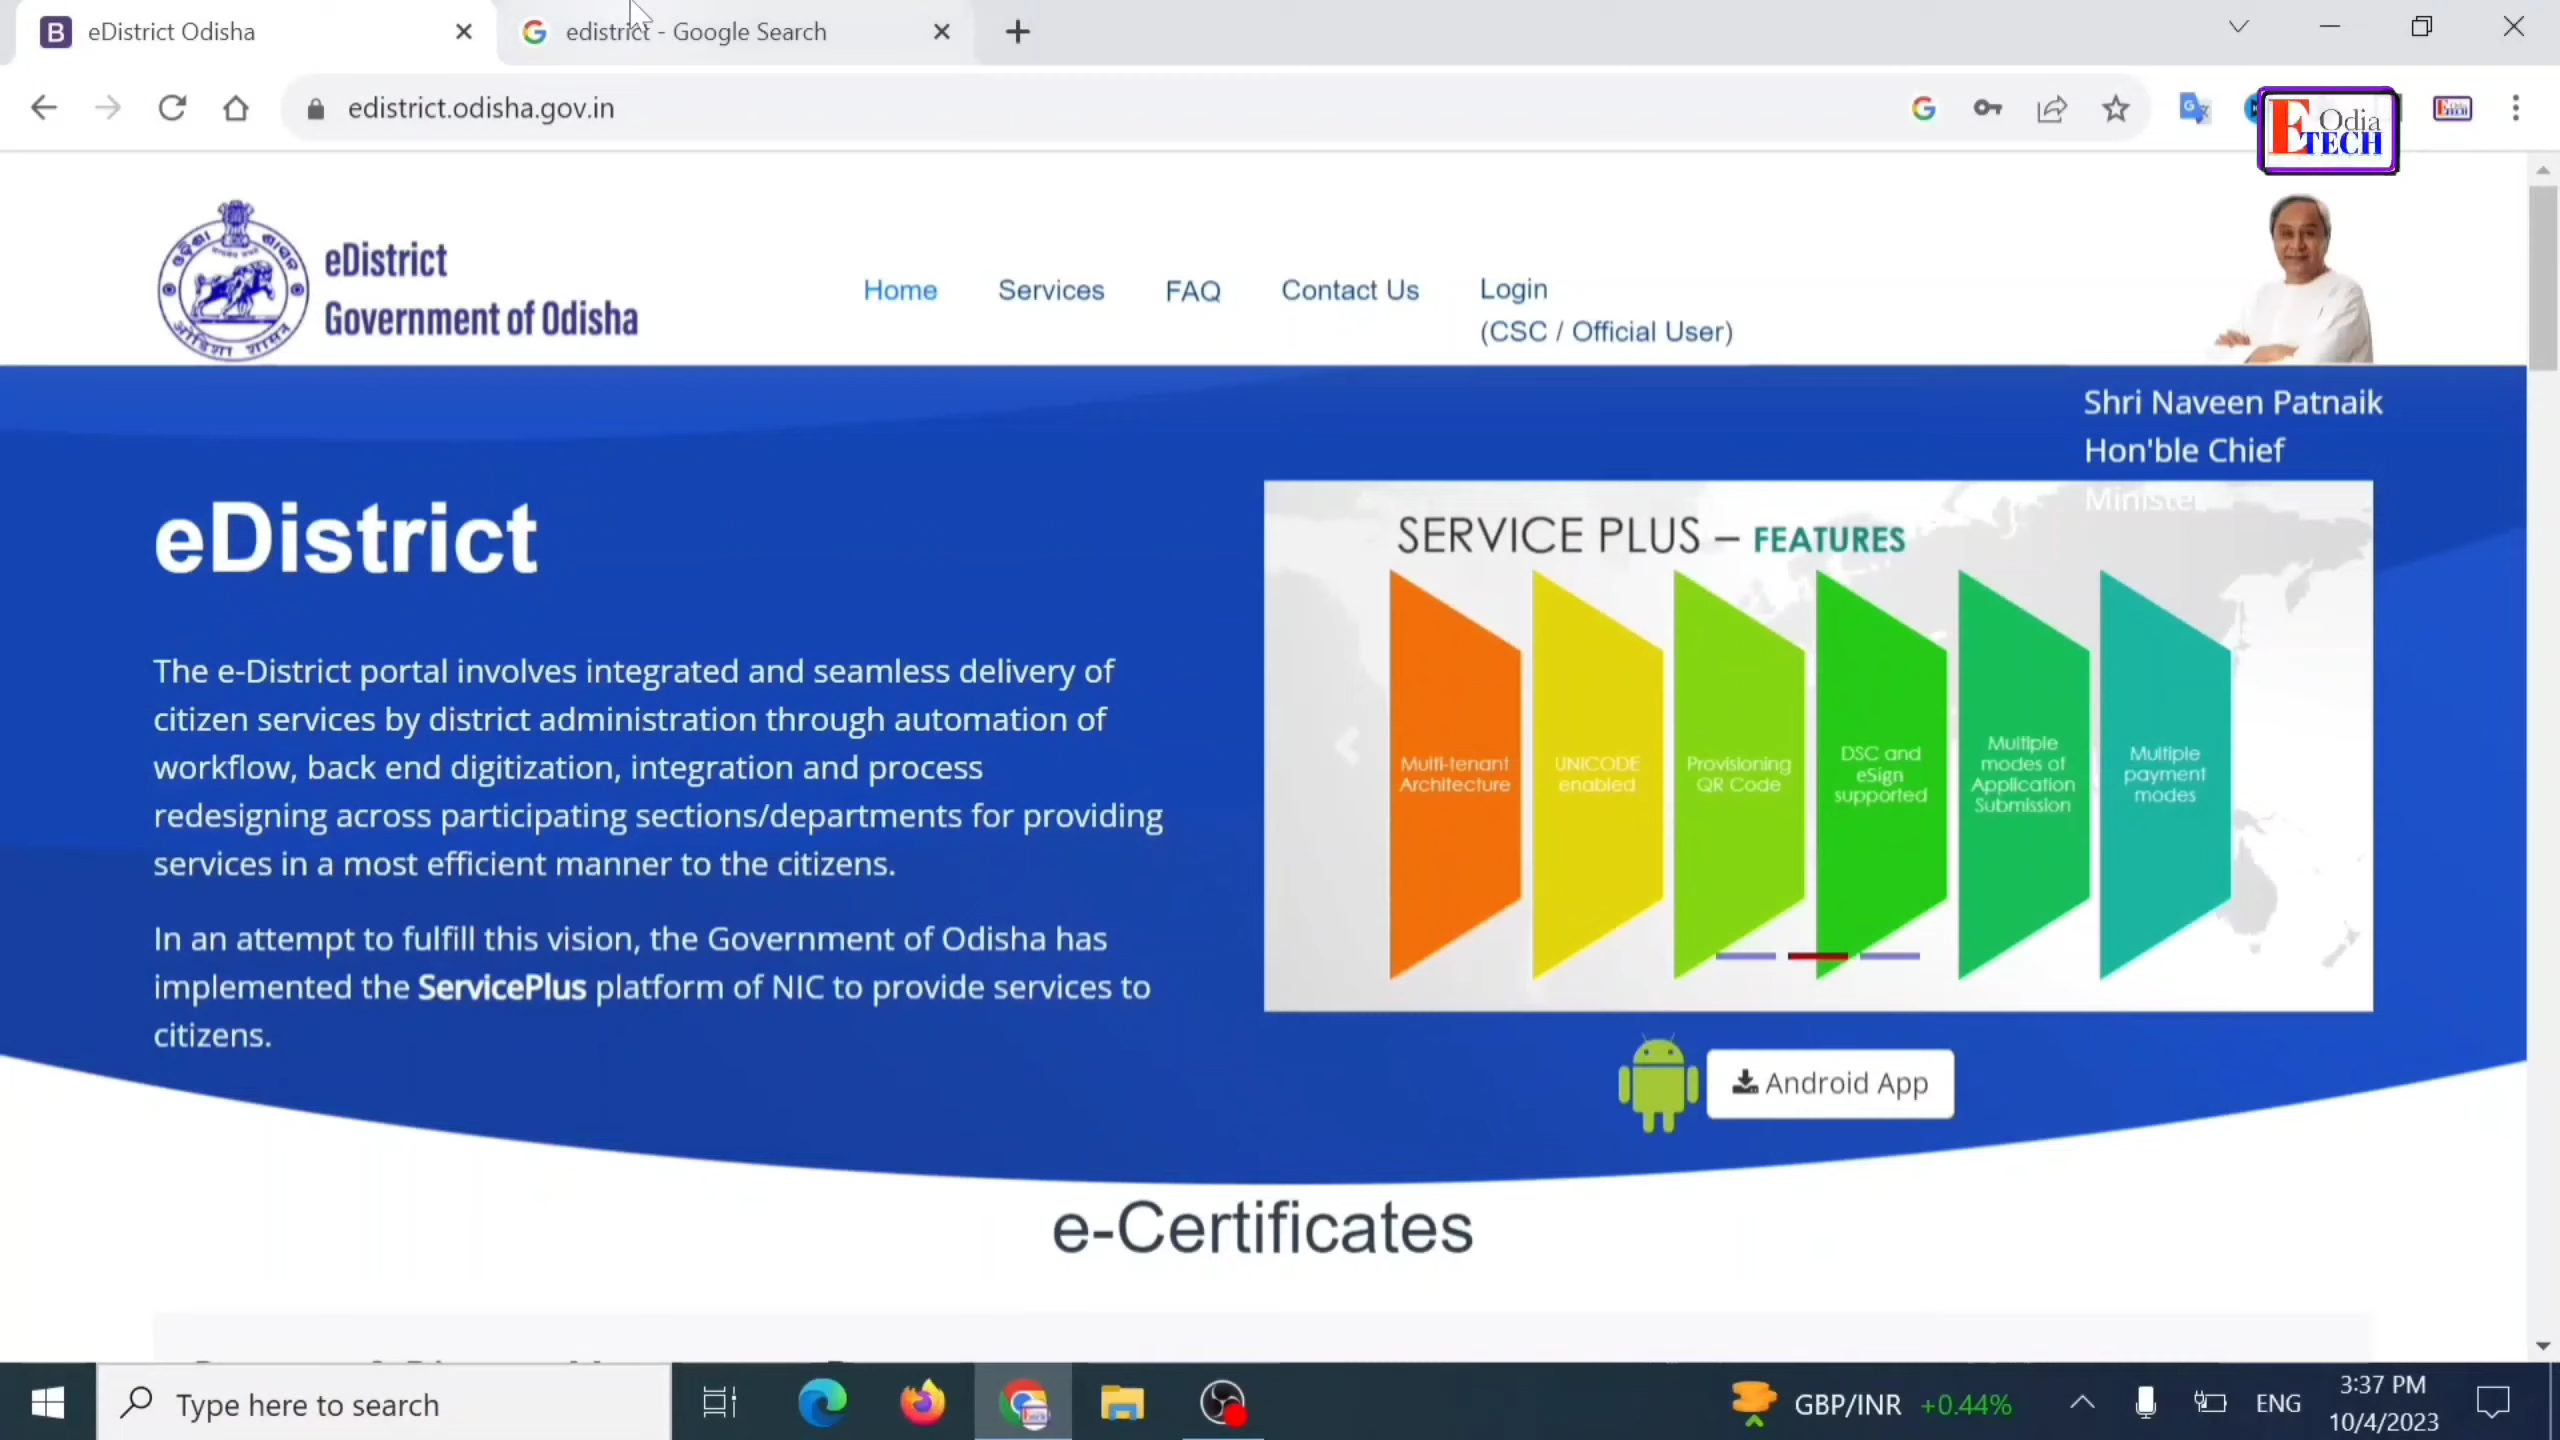 eDistrict Odisha
edistrict - Google Search
edistrict.odisha.gov.in
E Odia
TECH
eDistrict
Government of Odisha
Home
Services
FAQ
Contact Us
Login
(CSC / Official User)
Shri Naveen Patnaik
Hon'ble Chief
Minister
eDistrict
The e-District portal involves integrated and seamless delivery of
citizen services by district administration through automation of
workflow, back end digitization, integration and process
redesigning across participating sections/departments for providing
services in a most efficient manner to the citizens.
In an attempt to fulfill this vision, the Government of Odisha has
implemented the ServicePlus platform of NIC to provide services to
citizens.
SERVICE PLUS – FEATURES
Multi-tenant
Architecture
UNICODE
enabled
Provisioning
QR Code
DSC and
eSign
supported
Multiple
modes of
Application
Submission
Multiple
payment
modes
Android App
e-Certificates
Type here to search
GBP/INR +0.44%
ENG
3:37 PM
10/4/2023